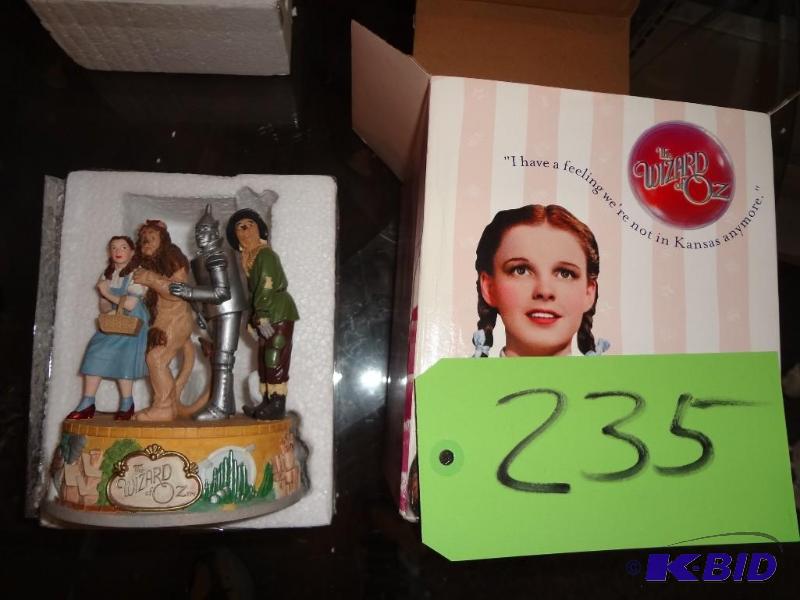 "I have a feeling we're not in Kansas anymore."
The
WIZARD
of OZ
235
The
WIZARD
of OZ
© K-BID